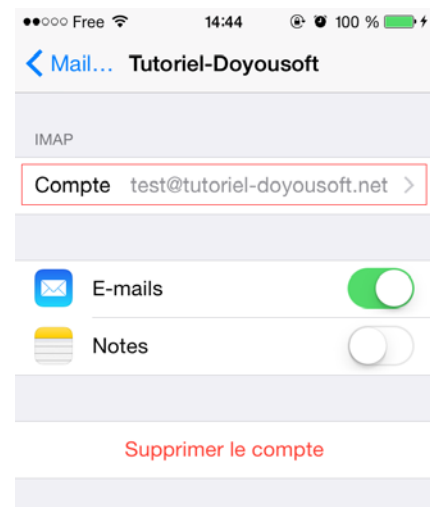 Free 14:44 100 %
Mail… Tutoriel-Doyousoft
IMAP
Compte test@tutoriel-doyousoft.net
E-mails
Notes
Supprimer le compte